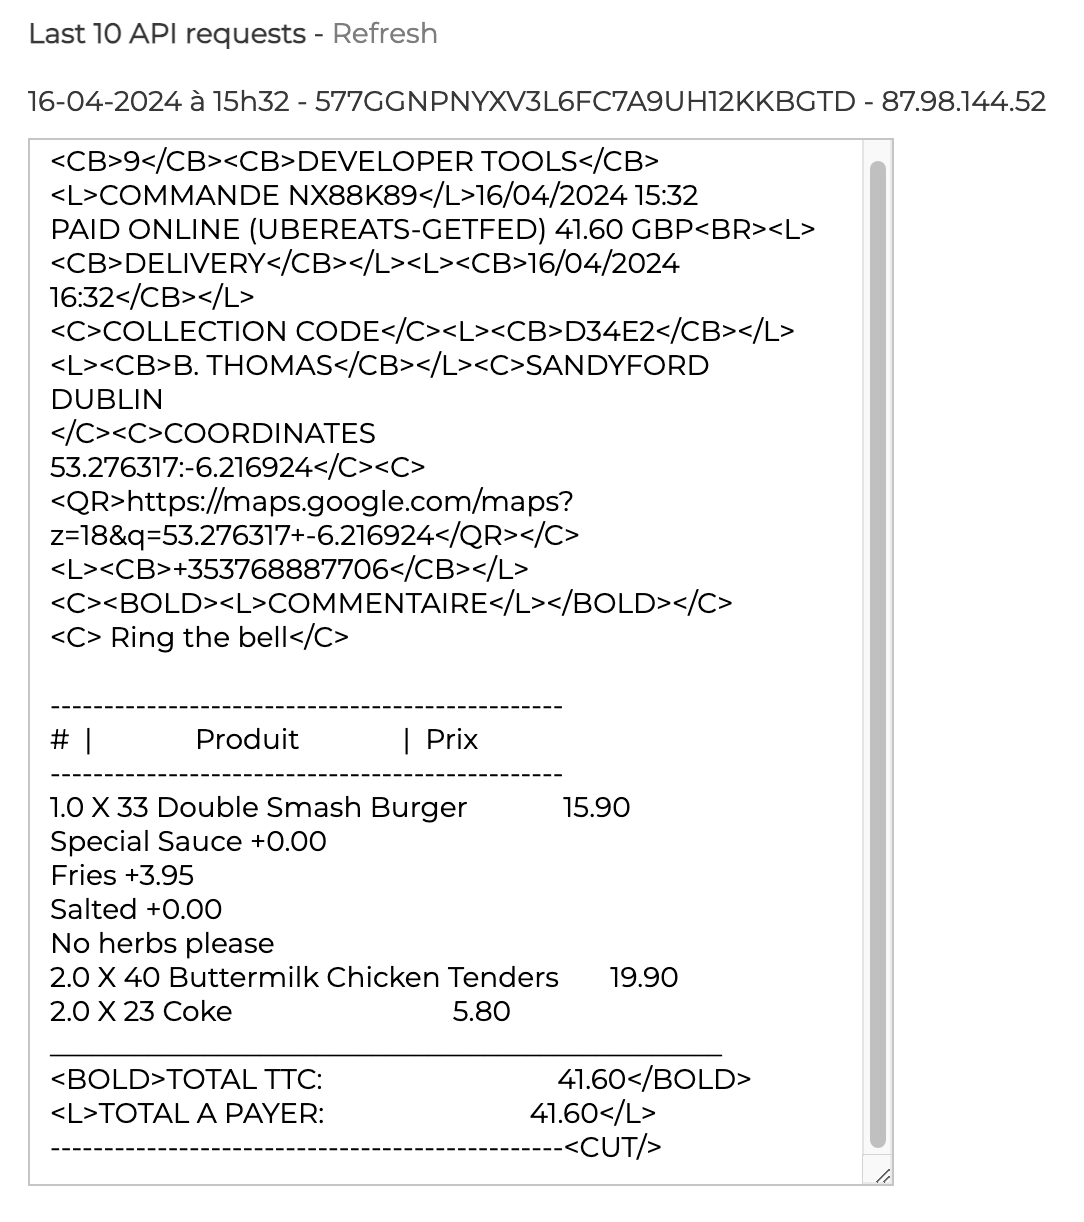 Last 10 API requests - Refresh
16-04-2024 à 15h32 - 577GGNPNYXV3L6FC7A9UH12KKBGTD - 87.98.144.52
<CB>9</CB><CB>DEVELOPER TOOLS</CB>
<L>COMMANDE NX88K89</L>16/04/2024 15:32
PAID ONLINE (UBEREATS-GETFED) 41.60 GBP<BR><L>
<CB>DELIVERY</CB></L><L><CB>16/04/2024
16:32</CB></L>
<C>COLLECTION CODE</C><L><CB>D34E2</CB></L>
<L><CB>B. THOMAS</CB></L><C>SANDYFORD
DUBLIN
</C><C>COORDINATES
53.276317:-6.216924</C><C>
<QR>https://maps.google.com/maps?
z=18&q=53.276317+-6.216924</QR></C>
<L><CB>+353768887706</CB></L>
<C><BOLD><L>COMMENTAIRE</L></BOLD></C>
<C> Ring the bell</C>
------------------------------------------------
# | Produit | Prix
------------------------------------------------
1.0 X 33 Double Smash Burger 15.90
Special Sauce +0.00
Fries +3.95
Salted +0.00
No herbs please
2.0 X 40 Buttermilk Chicken Tenders 19.90
2.0 X 23 Coke 5.80
________________________________________________
<BOLD>TOTAL TTC: 41.60</BOLD>
<L>TOTAL A PAYER: 41.60</L>
------------------------------------------------<CUT/>